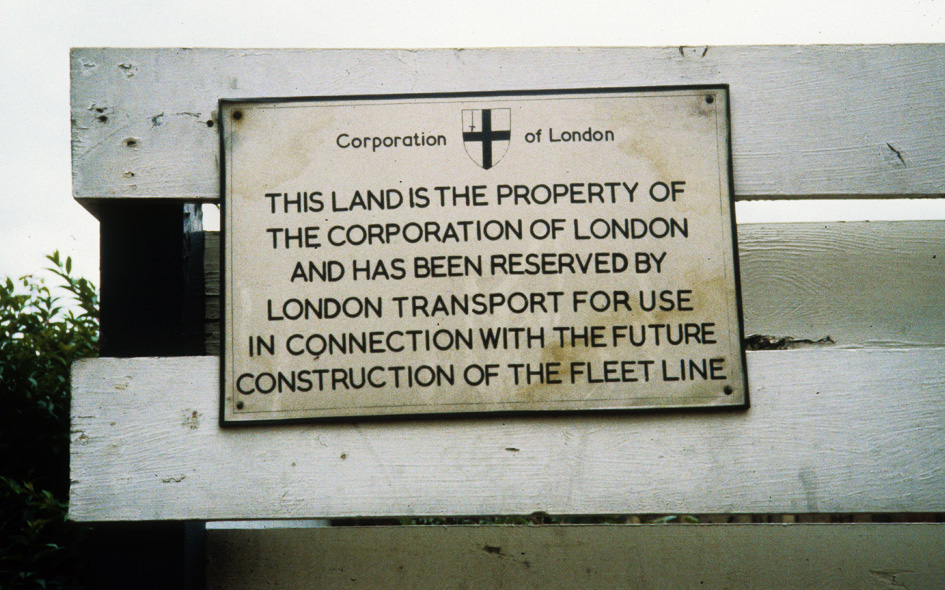 Corporation of London
THIS LAND IS THE PROPERTY OF
THE CORPORATION OF LONDON
AND HAS BEEN RESERVED BY
LONDON TRANSPORT FOR USE
IN CONNECTION WITH THE FUTURE
CONSTRUCTION OF THE FLEET LINE